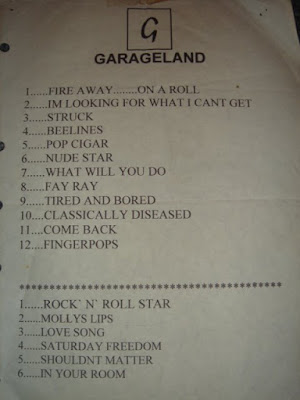 G
GARAGELAND
1.....FIRE AWAY........ON A ROLL
2.....IM LOOKING FOR WHAT I CANT GET
3.....STRUCK
4.....BEELINES
5.....POP CIGAR
6.....NUDE STAR
7.....WHAT WILL YOU DO
8.....FAY RAY
9.....TIRED AND BORED
10....CLASSICALLY DISEASED
11....COME BACK
12....FINGERPOPS
******************************************
1......ROCK` N` ROLL STAR
2.....MOLLYS LIPS
3.....LOVE SONG
4.....SATURDAY FREEDOM
5.....SHOULDNT MATTER
6....IN YOUR ROOM